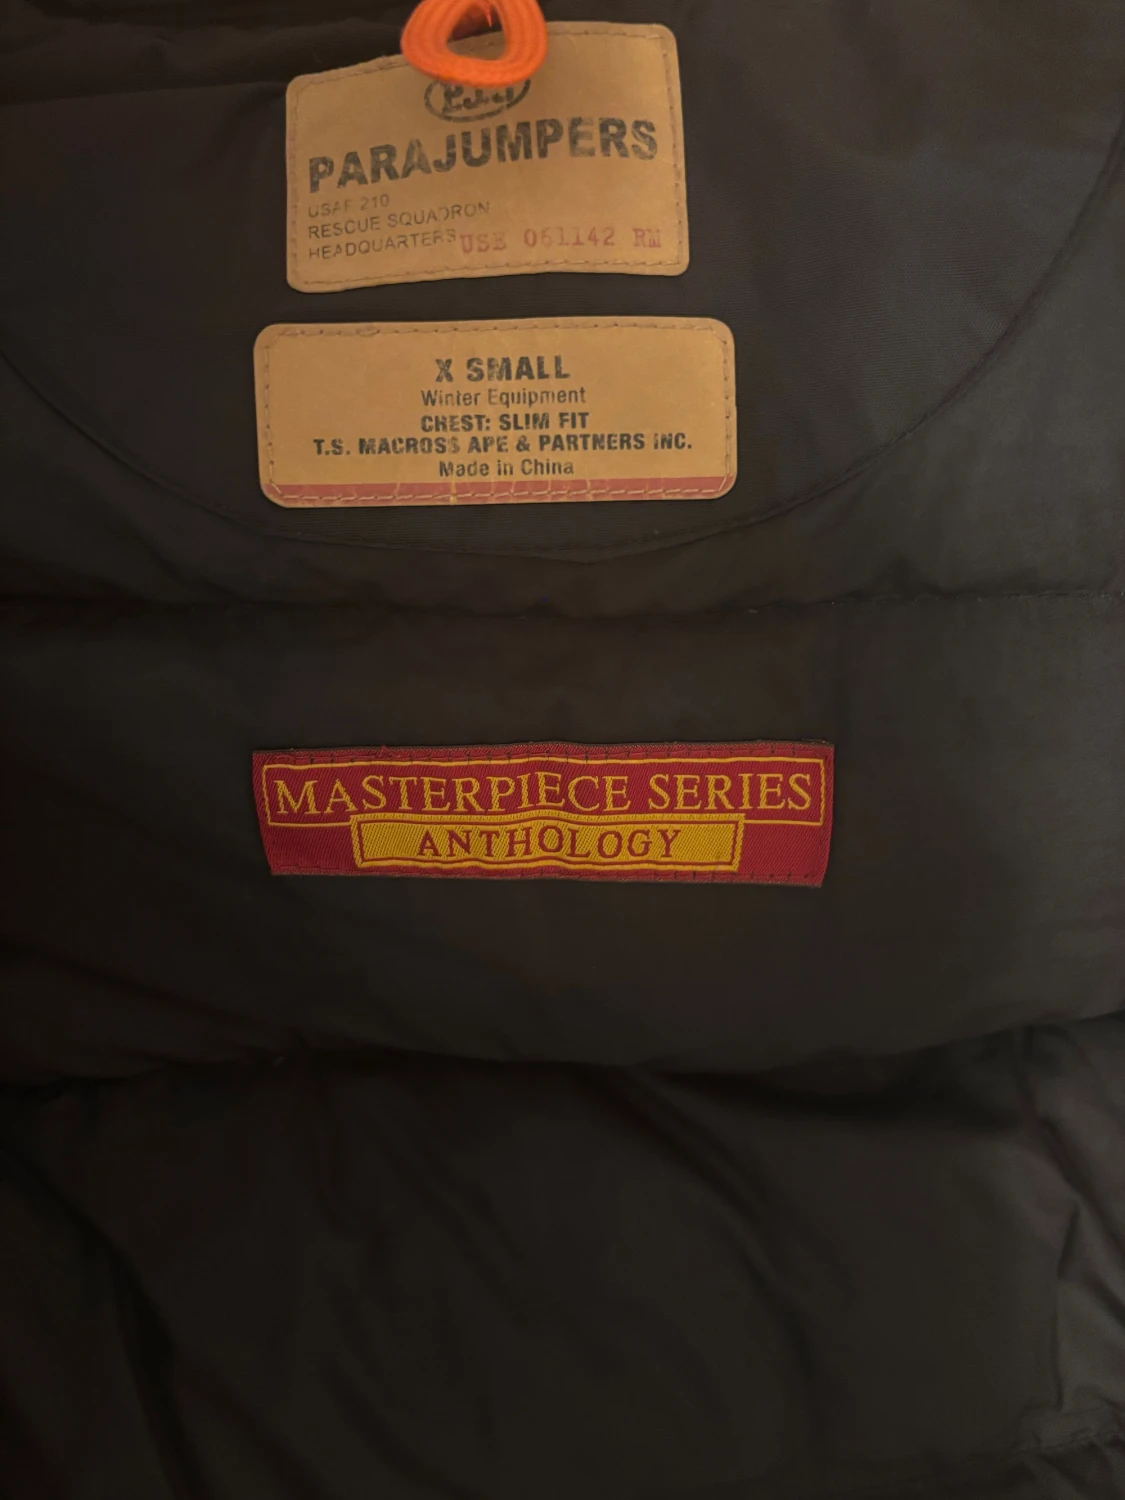 PARAJUMPERS
USAF 210
RESCUE SQUADRON
HEADQUARTERS USE 061142 RM
X SMALL
Winter Equipment
CHEST: SLIM FIT
T.S. MACROSS APE & PARTNERS INC.
Made in China
MASTERPIECE SERIES
ANTHOLOGY